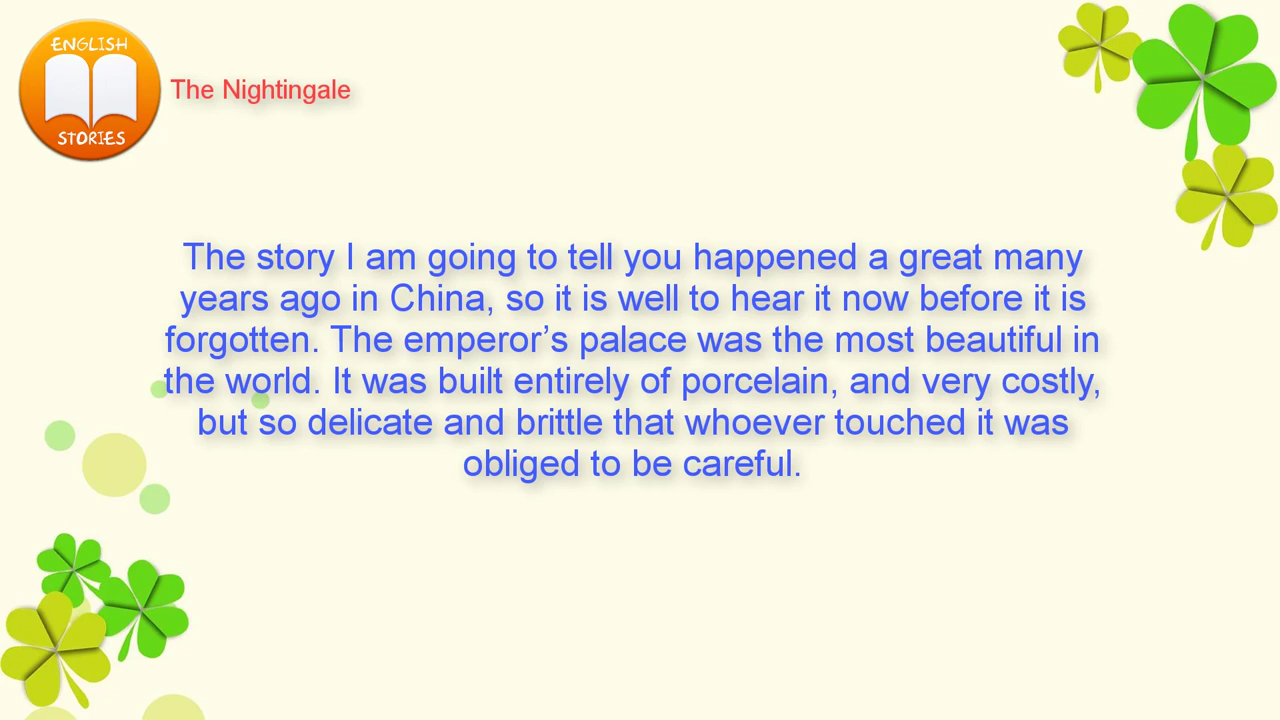 ENGLISH
STORIES
The Nightingale
The story I am going to tell you happened a great many
years ago in China, so it is well to hear it now before it is
forgotten. The emperor’s palace was the most beautiful in
the world. It was built entirely of porcelain, and very costly,
but so delicate and brittle that whoever touched it was
obliged to be careful.